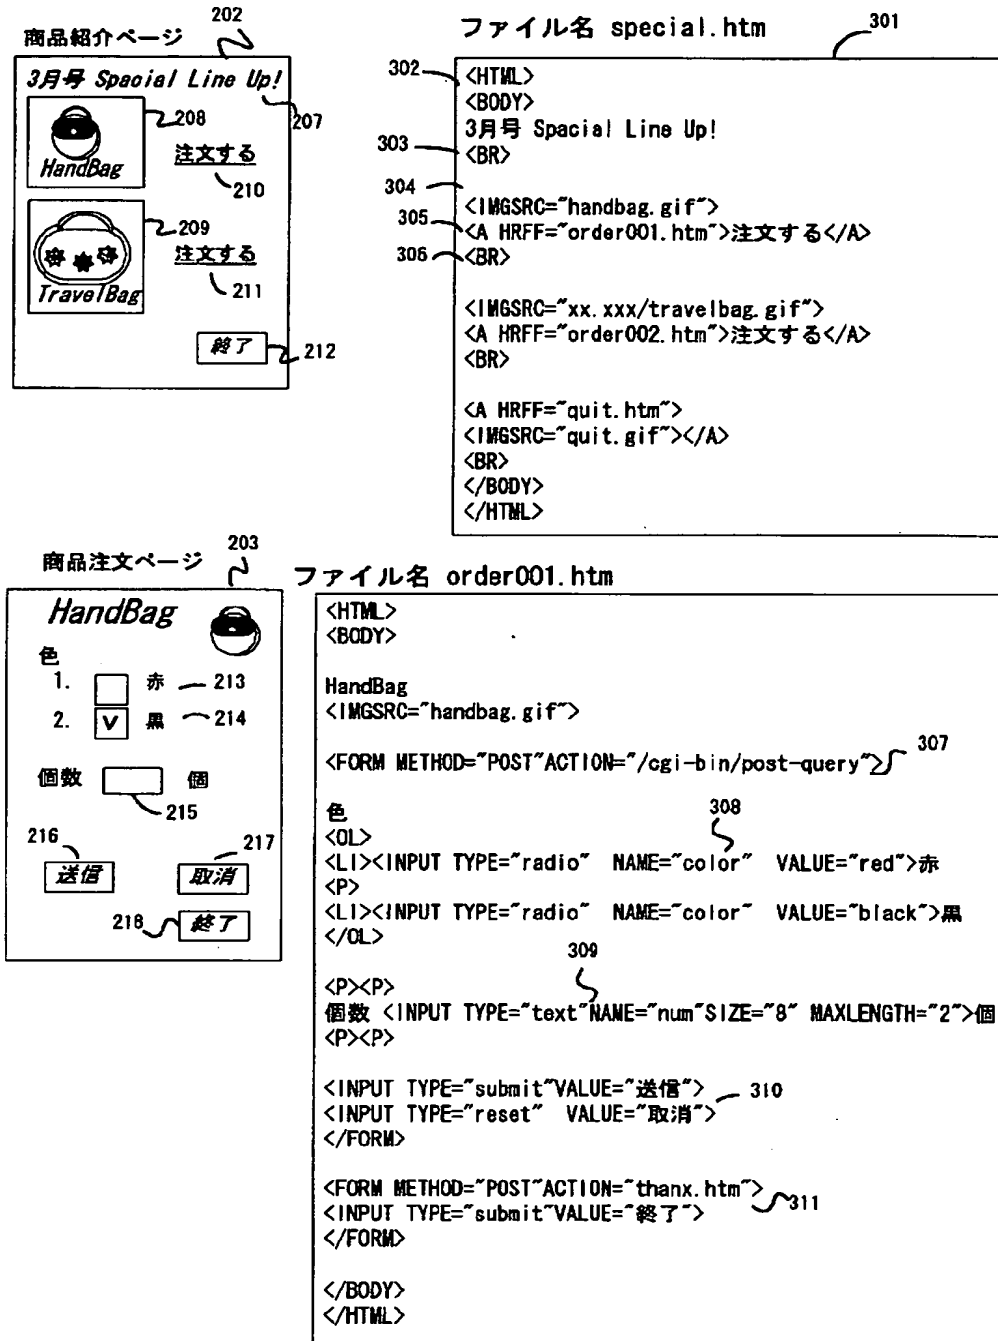 商品紹介ページ
202
3月号 Spacial Line Up!
207
208
HandBag
注文する
210
209
TravelBag
注文する
211
終了
212
ファイル名 special.htm
301
302
<HTML>
<BODY>
3月号 Spacial Line Up!
303
<BR>
304
<IMGSRC="handbag.gif">
305
<A HRFF="order001.htm">注文する</A>
306
<BR>
<IMGSRC="xx.xxx/travelbag.gif">
<A HRFF="order002.htm">注文する</A>
<BR>
<A HRFF="quit.htm">
<IMGSRC="quit.gif"></A>
<BR>
</BODY>
</HTML>
商品注文ページ
203
HandBag
色
1. 赤 213
2. V 黒 214
個数 個
215
216
送信
217
取消
218
終了
ファイル名 order001.htm
<HTML>
<BODY>
HandBag
<IMGSRC="handbag.gif">
<FORM METHOD="POST"ACTION="/cgi-bin/post-query">
307
色
308
<OL>
<LI><INPUT TYPE="radio" NAME="color" VALUE="red">赤
<P>
<LI><INPUT TYPE="radio" NAME="color" VALUE="black">黒
</OL>
309
<P><P>
個数 <INPUT TYPE="text"NAME="num"SIZE="8" MAXLENGTH="2">個
<P><P>
<INPUT TYPE="submit"VALUE="送信">
310
<INPUT TYPE="reset" VALUE="取消">
</FORM>
<FORM METHOD="POST"ACTION="thanx.htm">
311
<INPUT TYPE="submit"VALUE="終了">
</FORM>
</BODY>
</HTML>